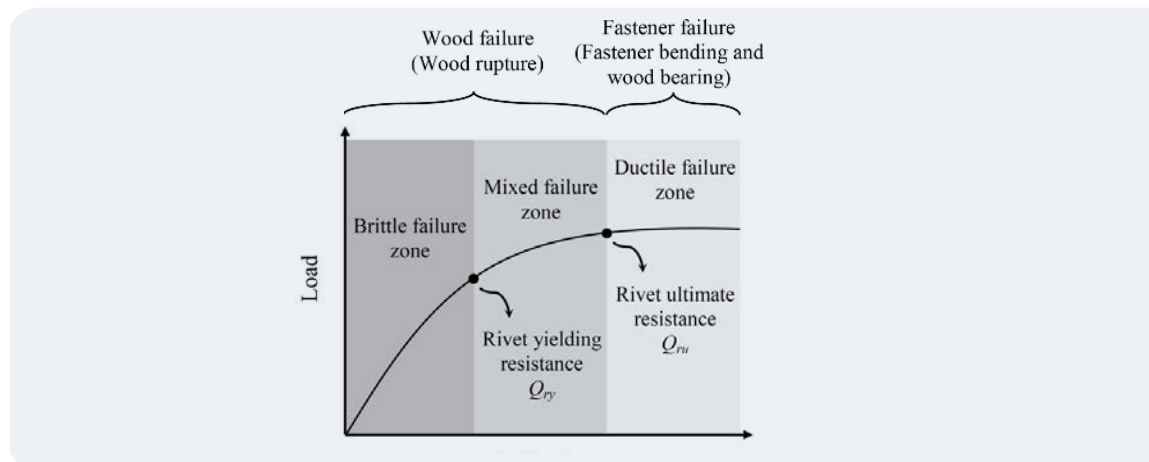 Wood failure
(Wood rupture)
Fastener failure
(Fastener bending and
wood bearing)
Ductile failure
zone
Mixed failure
zone
Brittle failure
zone
Load
Rivet ultimate
resistance
Qru
Rivet yielding
resistance
Qry